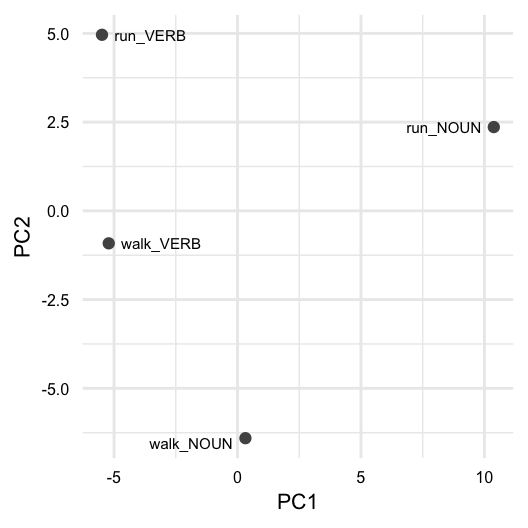 5.0
run_VERB
2.5
run_NOUN
0.0
walk_VERB
-2.5
-5.0
walk_NOUN
-5 0 5 10
PC1
PC2